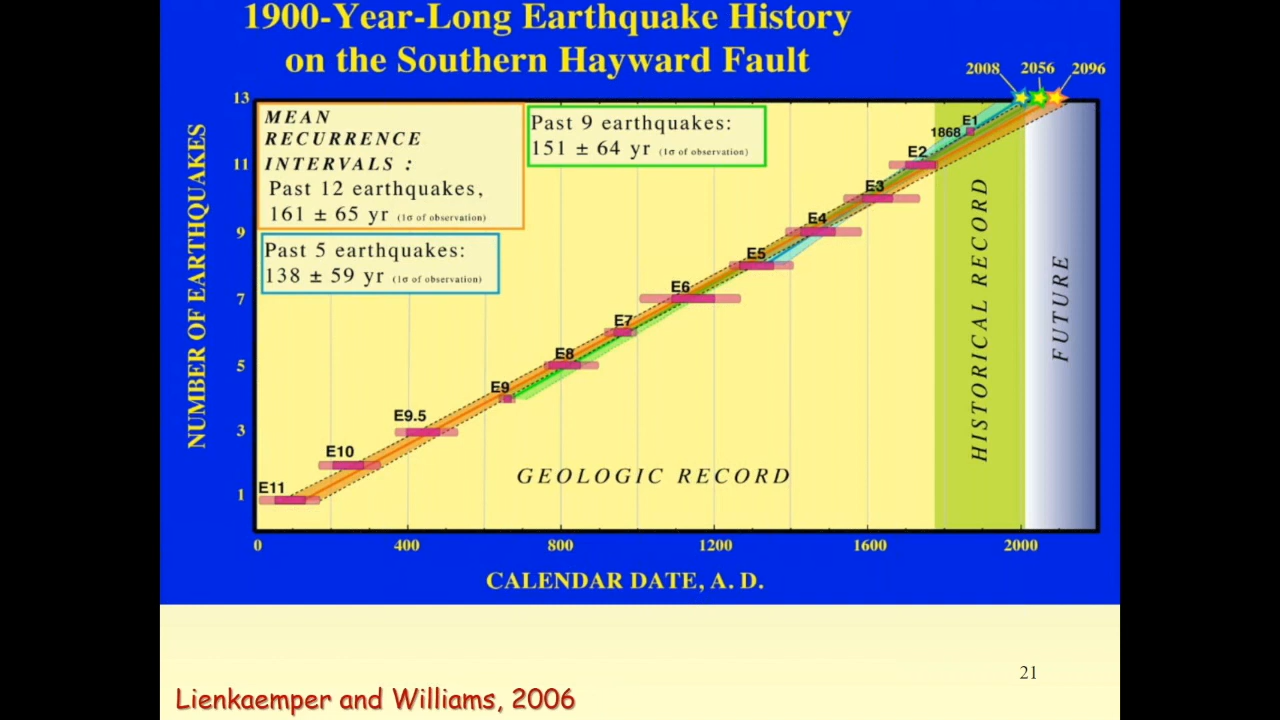 1900-Year-Long Earthquake History
on the Southern Hayward Fault
2008 2056 2096
13
11
9
7
5
3
1
NUMBER OF EARTHQUAKES
MEAN
RECURRENCE
INTERVALS :
Past 12 earthquakes,
161 ± 65 yr (1σ of observation)
Past 9 earthquakes:
151 ± 64 yr (1σ of observation)
Past 5 earthquakes:
138 ± 59 yr (1σ of observation)
E1
1868
E2
E3
E4
E5
E6
E7
E8
E9
E9.5
E10
E11
GEOLOGIC RECORD
HISTORICAL RECORD
FUTURE
0 400 800 1200 1600 2000
CALENDAR DATE, A. D.
21
Lienkaemper and Williams, 2006